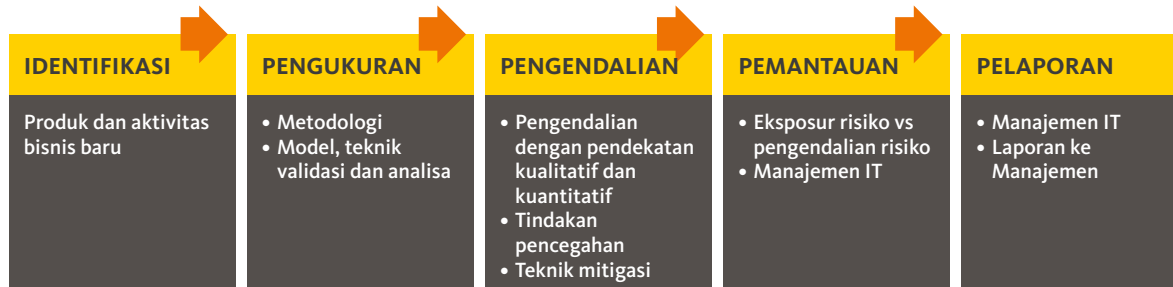 IDENTIFIKASI
Produk dan aktivitas
bisnis baru
PENGUKURAN
• Metodologi
• Model, teknik
validasi dan analisa
PENGENDALIAN
• Pengendalian
dengan pendekatan
kualitatif dan
kuantitatif
• Tindakan
pencegahan
• Teknik mitigasi
PEMANTAUAN
• Eksposur risiko vs
pengendalian risiko
• Manajemen IT
PELAPORAN
• Manajemen IT
• Laporan ke
Manajemen